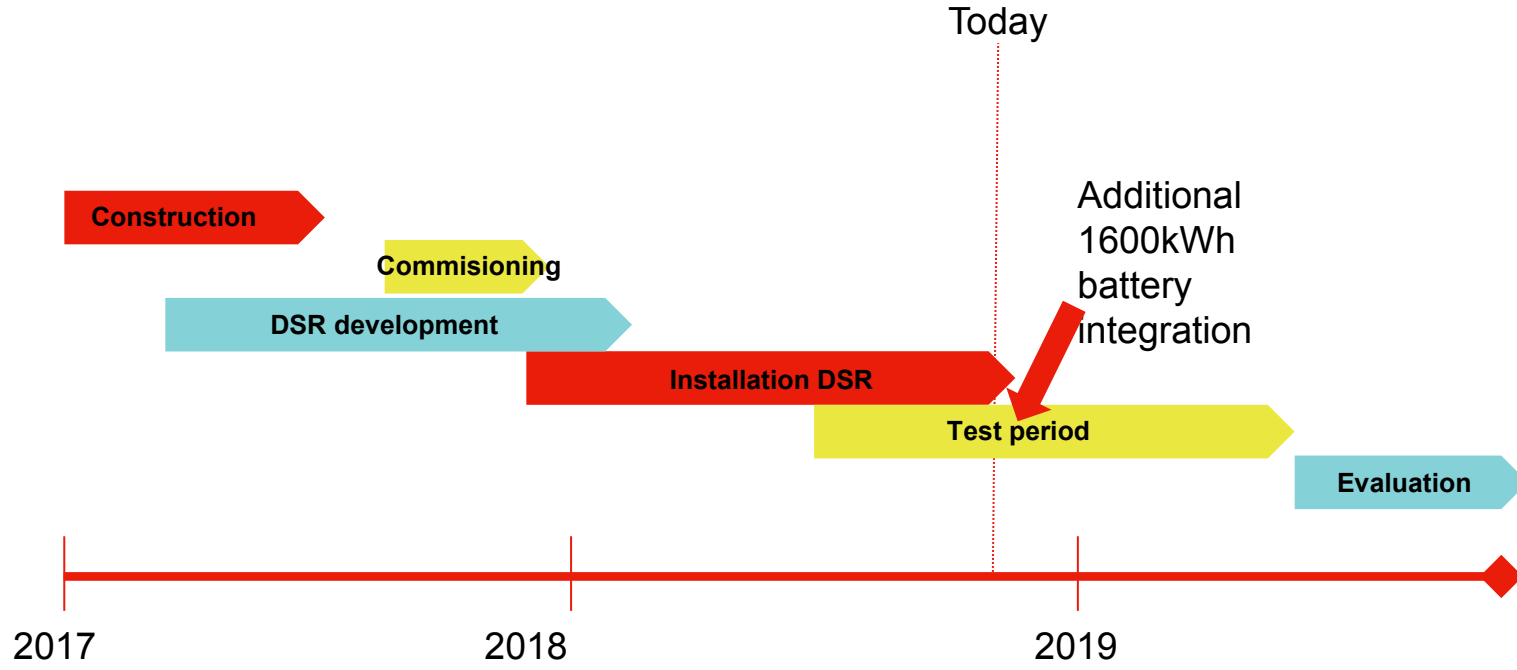 Today
Construction
Additional
1600kWh
battery
integration
Commisioning
DSR development
Installation DSR
Test period
Evaluation
2017
2018
2019